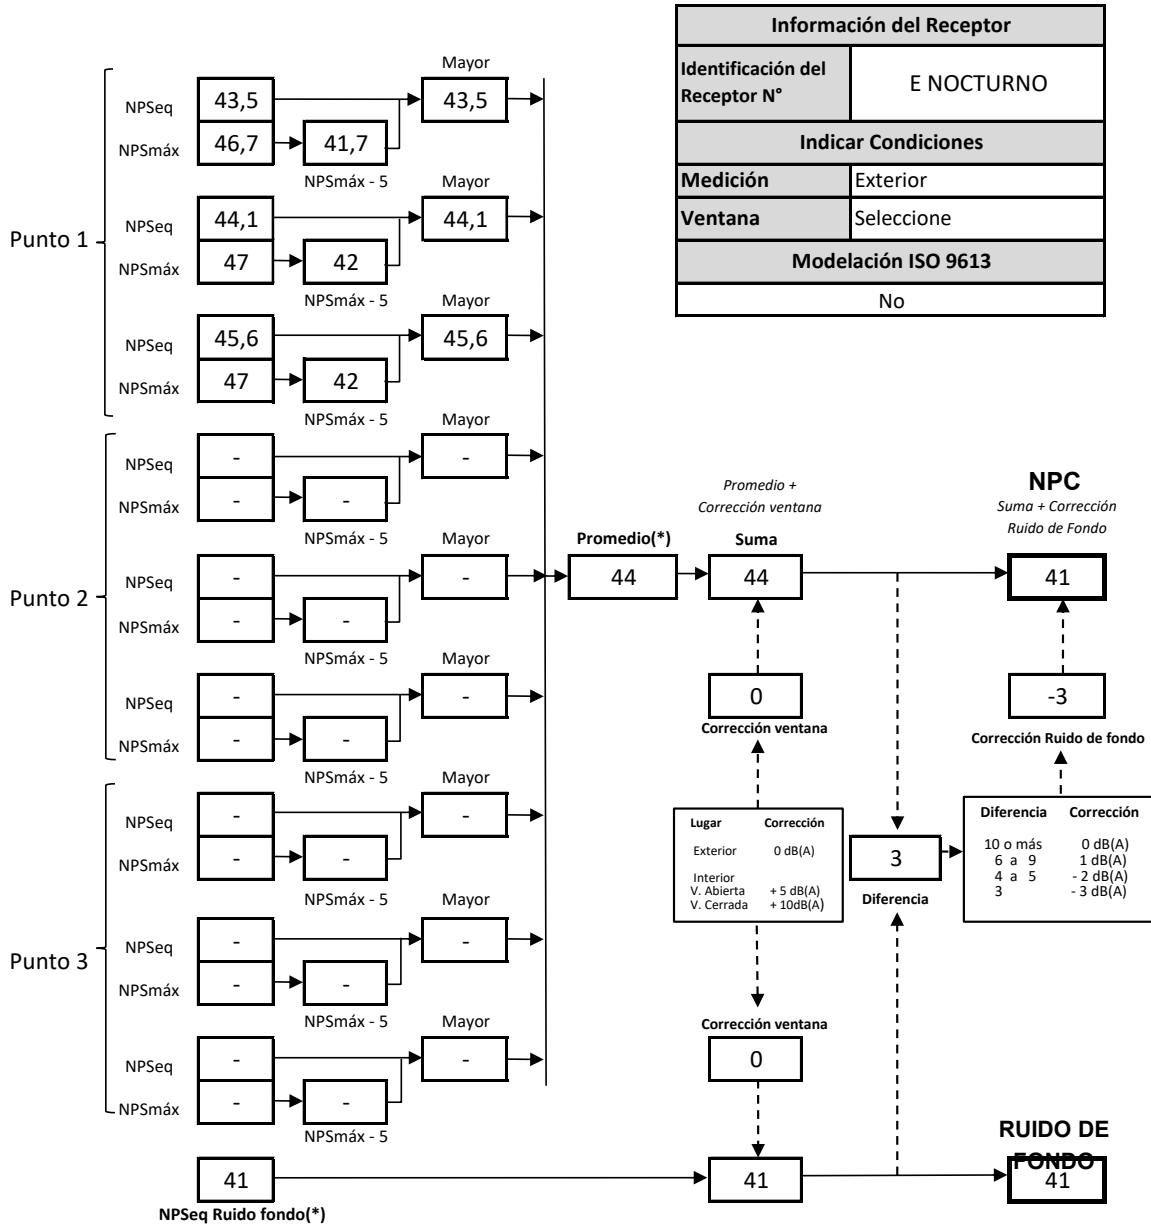 Información del Receptor
Identificación del Receptor N° E NOCTURNO
Indicar Condiciones
Medición Exterior
Ventana Seleccione
Modelación ISO 9613
No
Punto 1
Mayor
NPSeq 43,5 43,5
NPSmáx 46,7 41,7
NPSmáx - 5
Mayor
NPSeq 44,1 44,1
NPSmáx 47 42
NPSmáx - 5
Mayor
NPSeq 45,6 45,6
NPSmáx 47 42
NPSmáx - 5
Punto 2
Mayor
NPSeq - -
NPSmáx - -
NPSmáx - 5
Mayor
NPSeq - -
NPSmáx - -
NPSmáx - 5
Mayor
NPSeq - -
NPSmáx - -
NPSmáx - 5
Punto 3
Mayor
NPSeq - -
NPSmáx - -
NPSmáx - 5
Mayor
NPSeq - -
NPSmáx - -
NPSmáx - 5
Mayor
NPSeq - -
NPSmáx - -
NPSmáx - 5
41
NPSeq Ruido fondo(*)
Promedio(*)
44
Promedio +
Corrección ventana
Suma
44
0
Corrección ventana
Lugar Corrección
Exterior 0 dB(A)
Interior
V. Abierta + 5 dB(A)
V. Cerrada + 10dB(A)
Corrección ventana
0
41
3
Diferencia
NPC
Suma + Corrección
Ruido de Fondo
41
-3
Corrección Ruido de fondo
Diferencia Corrección
10 o más 0 dB(A)
6 a 9 1 dB(A)
4 a 5 - 2 dB(A)
3 - 3 dB(A)
RUIDO DE
FONDO
41